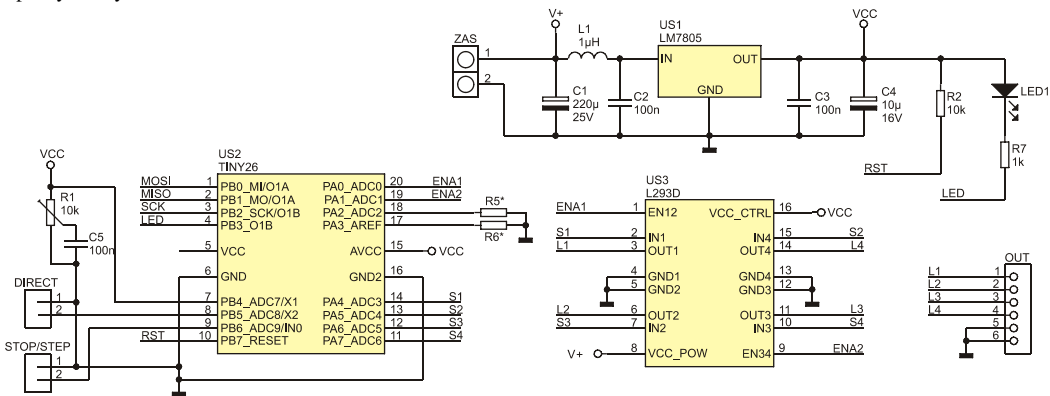 V+
VCC
ZAS
1
2
L1
1µH
US1
LM7805
IN
OUT
GND
C1
220µ
25V
C2
100n
C3
100n
C4
10µ
16V
R2
10k
LED1
R7
1k
RST
LED
VCC
R1
10k
C5
100n
DIRECT
1
2
STOP/STEP
1
2
US2
TINY26
MOSI 1 PB0_MI/O1A PA0_ADC0 20 ENA1
MISO 2 PB1_MO/O1A PA1_ADC1 19 ENA2
SCK 3 PB2_SCK/O1B PA2_ADC2 18 R5*
LED 4 PB3_O1B PA3_AREF 17 R6*
5 VCC AVCC 15 VCC
6 GND GND2 16
7 PB4_ADC7/X1 PA4_ADC3 14 S1
8 PB5_ADC8/X2 PA5_ADC4 13 S2
9 PB6_ADC9/IN0 PA6_ADC5 12 S3
RST 10 PB7_RESET PA7_ADC6 11 S4
US3
L293D
ENA1 1 EN12 VCC_CTRL 16 VCC
S1 2 IN1 IN4 15 S2
L1 3 OUT1 OUT4 14 L4
4 GND1 GND4 13
5 GND2 GND3 12
L2 6 OUT2 OUT3 11 L3
S3 7 IN2 IN3 10 S4
V+ 8 VCC_POW EN34 9 ENA2
OUT
L1 1
L2 2
L3 3
L4 4
5
6